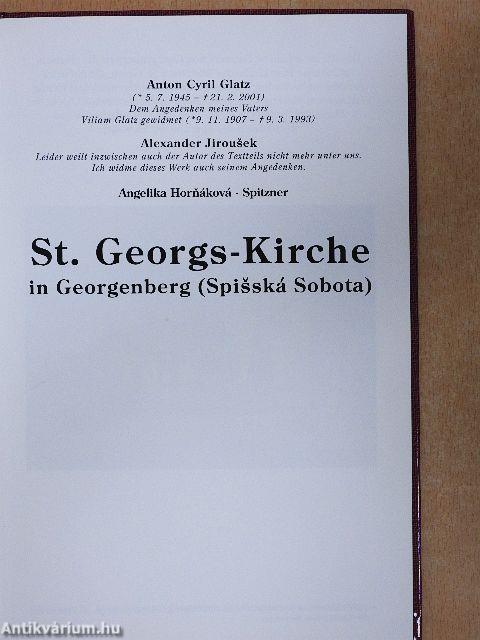 Anton Cyril Glatz
(* 5. 7. 1945 – † 21. 2. 2001)
Dem Angedenken meines Vaters
Viliam Glatz gewidmet (*9. 11. 1907 – † 9. 3. 1993)
Alexander Jiroušek
Leider weilt inzwischen auch der Autor des Textteils nicht mehr unter uns.
Ich widme dieses Werk auch seinem Angedenken.
Angelika Horňáková - Spitzner
St. Georgs-Kirche
in Georgenberg (Spišská Sobota)
Antikvárium.hu